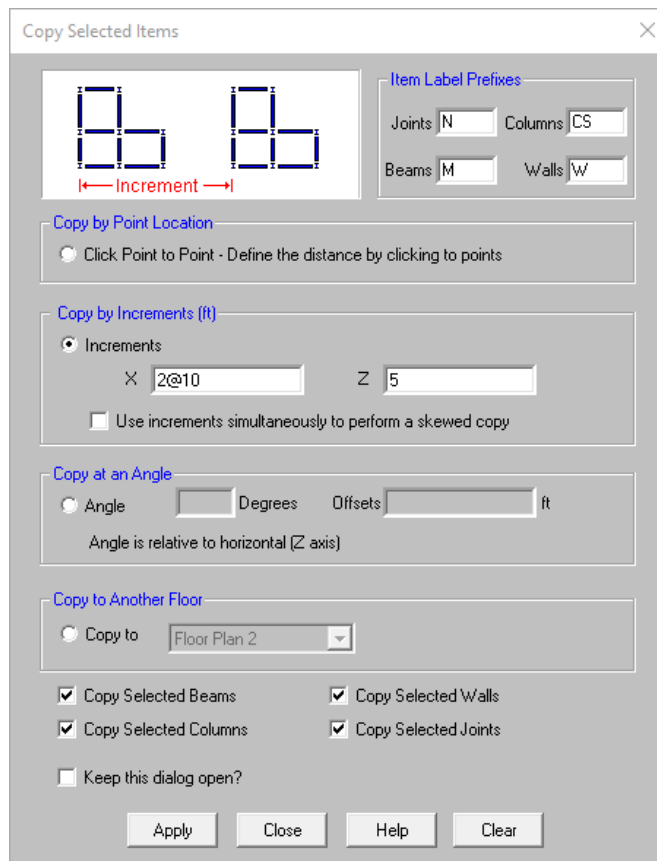 Copy Selected Items
Increment
Item Label Prefixes
Joints N Columns CS
Beams M Walls W
Copy by Point Location
Click Point to Point - Define the distance by clicking to points
Copy by Increments (ft)
Increments
X 2@10 Z 5
Use increments simultaneously to perform a skewed copy
Copy at an Angle
Angle Degrees Offsets ft
Angle is relative to horizontal (Z axis)
Copy to Another Floor
Copy to Floor Plan 2
Copy Selected Beams Copy Selected Walls
Copy Selected Columns Copy Selected Joints
Keep this dialog open?
Apply Close Help Clear